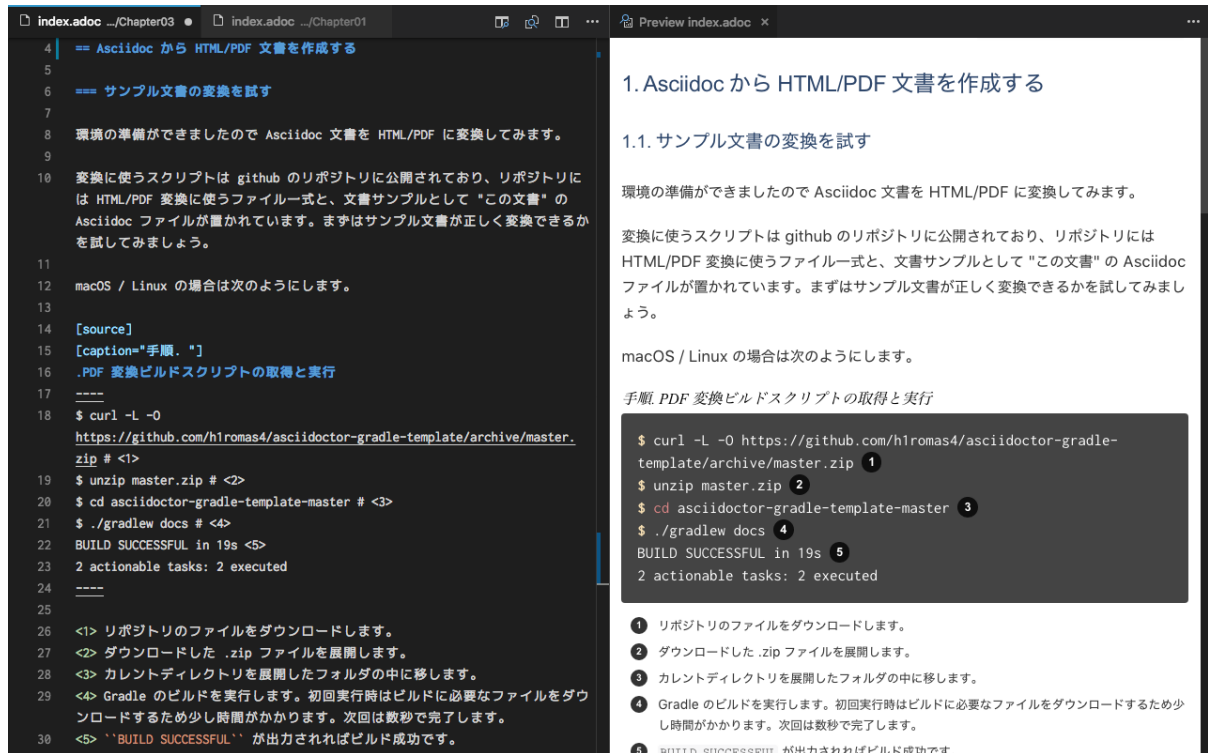 index.adoc .../Chapter03
index.adoc .../Chapter01
4 == Asciidoc から HTML/PDF 文書を作成する
5
6 === サンプル文書の変換を試す
7
8 環境の準備ができましたので Asciidoc 文書を HTML/PDF に変換してみます。
9
10 変換に使うスクリプトは github のリポジトリに公開されており、リポジトリに
は HTML/PDF 変換に使うファイル一式と、文書サンプルとして "この文書" の
Asciidoc ファイルが置かれています。まずはサンプル文書が正しく変換できるか
を試してみましょう。
11
12 macOS / Linux の場合は次のようにします。
13
14 [source]
15 [caption="手順. "]
16 .PDF 変換ビルドスクリプトの取得と実行
17 ----
18 $ curl -L -O
https://github.com/h1romas4/asciidoctor-gradle-template/archive/master.
zip # <1>
19 $ unzip master.zip # <2>
20 $ cd asciidoctor-gradle-template-master # <3>
21 $ ./gradlew docs # <4>
22 BUILD SUCCESSFUL in 19s <5>
23 2 actionable tasks: 2 executed
24 ----
25
26 <1> リポジトリのファイルをダウンロードします。
27 <2> ダウンロードした .zip ファイルを展開します。
28 <3> カレントディレクトリを展開したフォルダの中に移します。
29 <4> Gradle のビルドを実行します。初回実行時はビルドに必要なファイルをダウ
ンロードするため少し時間がかかります。次回は数秒で完了します。
30 <5> ``BUILD SUCCESSFUL`` が出力されればビルド成功です。
Preview index.adoc
1. Asciidoc から HTML/PDF 文書を作成する
1.1. サンプル文書の変換を試す
環境の準備ができましたので Asciidoc 文書を HTML/PDF に変換してみます。
変換に使うスクリプトは github のリポジトリに公開されており、リポジトリには
HTML/PDF 変換に使うファイル一式と、文書サンプルとして "この文書" の Asciidoc
ファイルが置かれています。まずはサンプル文書が正しく変換できるかを試してみまし
ょう。
macOS / Linux の場合は次のようにします。
手順. PDF 変換ビルドスクリプトの取得と実行
$ curl -L -O https://github.com/h1romas4/asciidoctor-gradle-
template/archive/master.zip 1
$ unzip master.zip 2
$ cd asciidoctor-gradle-template-master 3
$ ./gradlew docs 4
BUILD SUCCESSFUL in 19s 5
2 actionable tasks: 2 executed
1 リポジトリのファイルをダウンロードします。
2 ダウンロードした .zip ファイルを展開します。
3 カレントディレクトリを展開したフォルダの中に移します。
4 Gradle のビルドを実行します。初回実行時はビルドに必要なファイルをダウンロードするため少
し時間がかかります。次回は数秒で完了します。
5 BUILD SUCCESSFUL が出力されればビルド成功です。